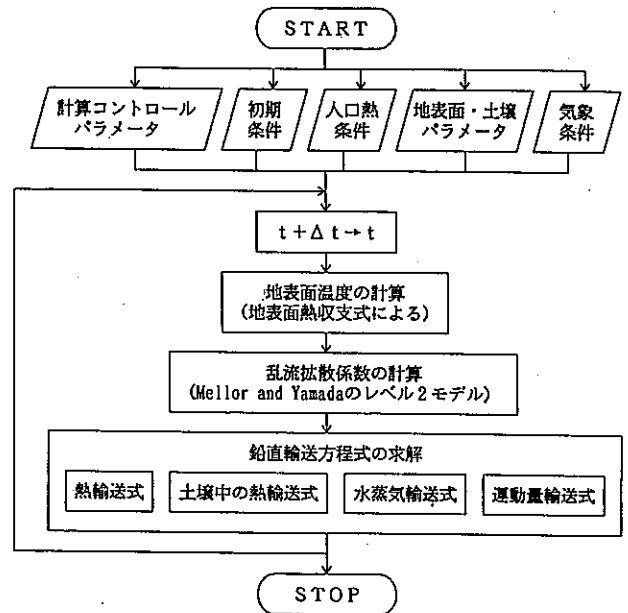 START
計算コントロール
パラメータ
初期
条件
人口熱
条件
地表面・土壌
パラメータ
気象
条件
t+Δt→t
地表面温度の計算
(地表面熱収支式による)
乱流拡散係数の計算
(Mellor and Yamadaのレベル2モデル)
鉛直輸送方程式の求解
熱輸送式
土壌中の熱輸送式
水蒸気輸送式
運動量輸送式
STOP